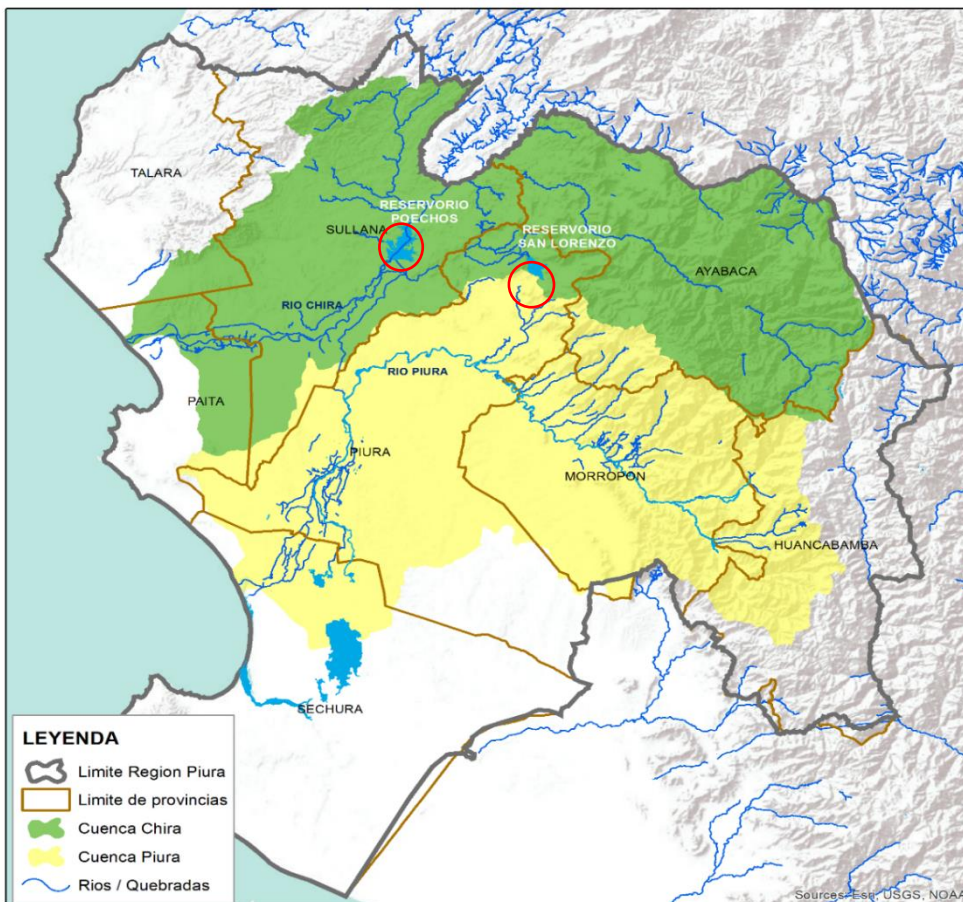 TALARA
RESERVORIO
POECHOS
SULLANA
RESERVORIO
SAN LORENZO
AYABACA
RIO CHIRA
RIO PIURA
PAITA
PIURA
MORROPON
HUANCABAMBA
SECHURA
LEYENDA
Limite Region Piura
Limite de provincias
Cuenca Chira
Cuenca Piura
Rios / Quebradas
Sources: Esri, USGS, NOAA